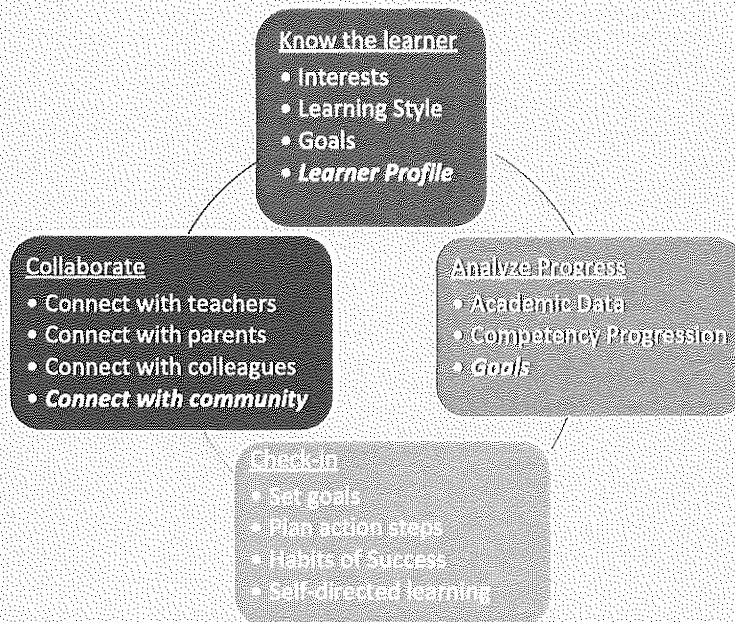 Know the learner
• Interests
• Learning Style
• Goals
• Learner Profile
Analyze Progress
• Academic Data
• Competency Progression
• Goals
Check-in
• Set goals
• Plan action steps
• Habits of Success
• Self-directed learning
Collaborate
• Connect with teachers
• Connect with parents
• Connect with colleagues
• Connect with community